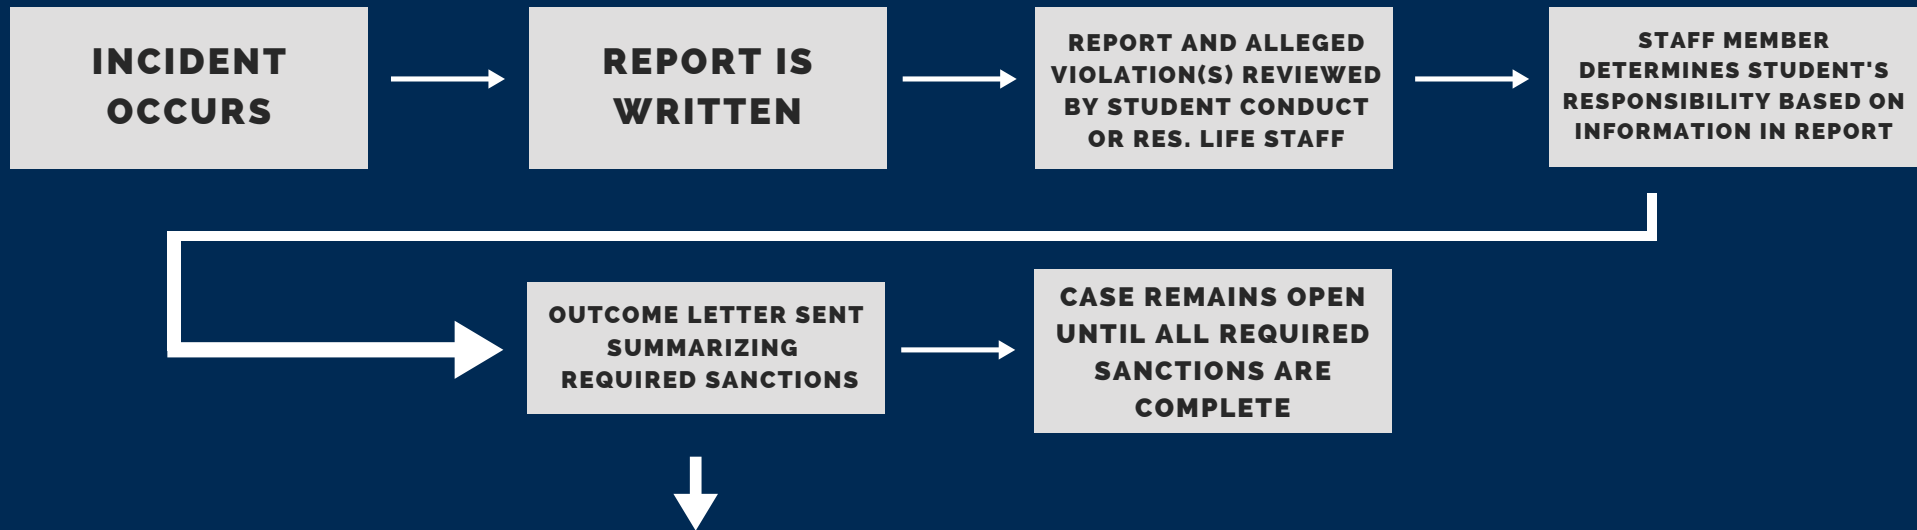 INCIDENT
OCCURS
REPORT IS
WRITTEN
REPORT AND ALLEGED
VIOLATION(S) REVIEWED
BY STUDENT CONDUCT
OR RES. LIFE STAFF
STAFF MEMBER
DETERMINES STUDENT'S
RESPONSIBILITY BASED ON
INFORMATION IN REPORT
OUTCOME LETTER SENT
SUMMARIZING
REQUIRED SANCTIONS
CASE REMAINS OPEN
UNTIL ALL REQUIRED
SANCTIONS ARE
COMPLETE